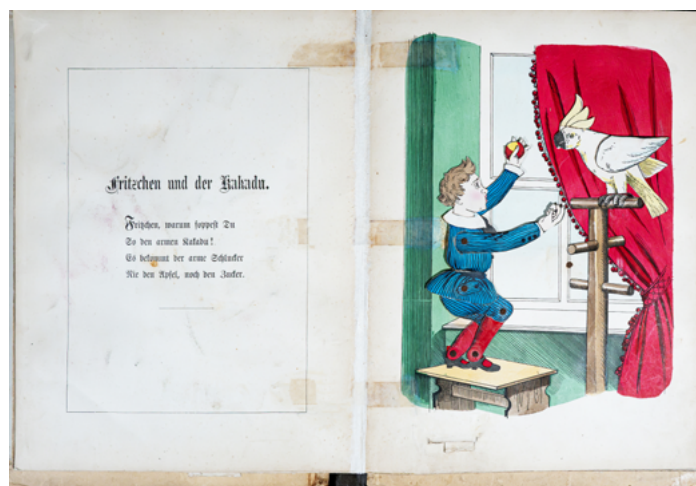 Fritzchen und der Kakadu.
Fritzchen, warum foppest Du
So den armen Kakadu!
Es bekommt der arme Schlucker
Nie den Apfel, noch den Zucker.